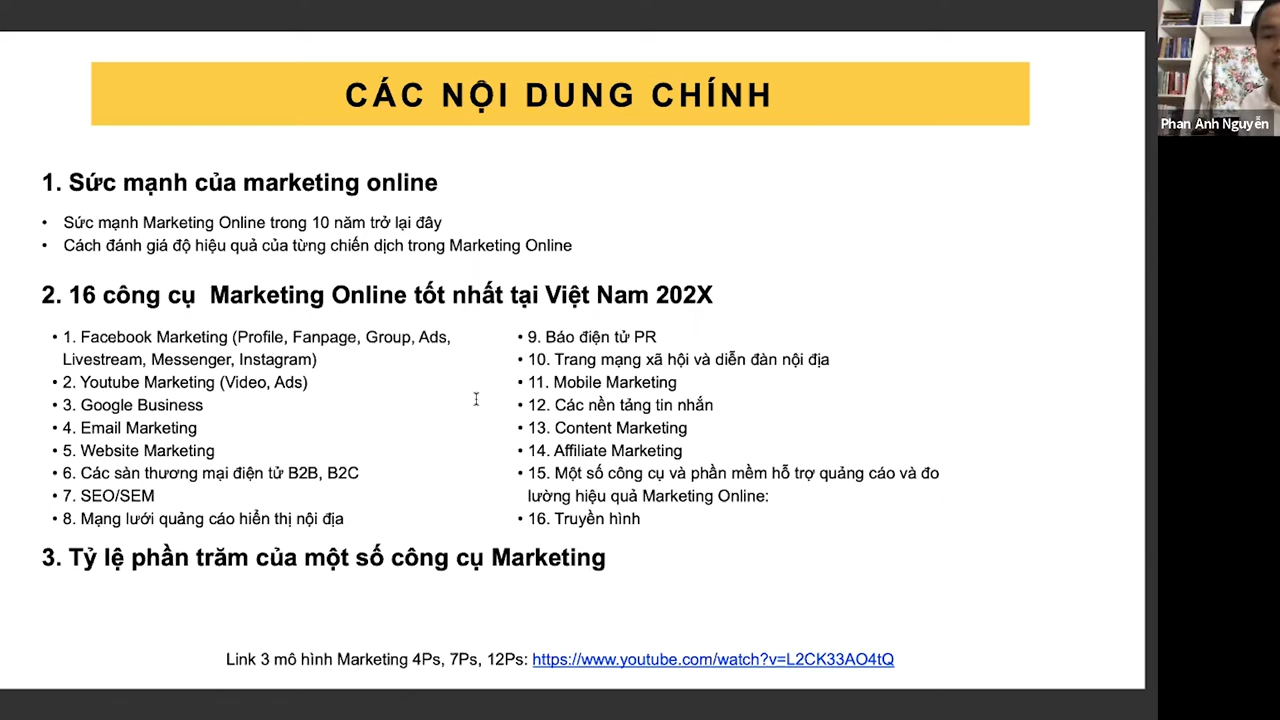 CÁC NỘI DUNG CHÍNH
Phan Anh Nguyễn
1. Sức mạnh của marketing online
• Sức mạnh Marketing Online trong 10 năm trở lại đây
• Cách đánh giá độ hiệu quả của từng chiến dịch trong Marketing Online
2. 16 công cụ Marketing Online tốt nhất tại Việt Nam 202X
• 1. Facebook Marketing (Profile, Fanpage, Group, Ads,
Livestream, Messenger, Instagram)
• 2. Youtube Marketing (Video, Ads)
• 3. Google Business
• 4. Email Marketing
• 5. Website Marketing
• 6. Các sàn thương mại điện tử B2B, B2C
• 7. SEO/SEM
• 8. Mạng lưới quảng cáo hiển thị nội địa
• 9. Báo điện tử PR
• 10. Trang mạng xã hội và diễn đàn nội địa
• 11. Mobile Marketing
• 12. Các nền tảng tin nhắn
• 13. Content Marketing
• 14. Affiliate Marketing
• 15. Một số công cụ và phần mềm hỗ trợ quảng cáo và đo
lường hiệu quả Marketing Online:
• 16. Truyền hình
3. Tỷ lệ phần trăm của một số công cụ Marketing
Link 3 mô hình Marketing 4Ps, 7Ps, 12Ps: https://www.youtube.com/watch?v=L2CK33AO4tQ